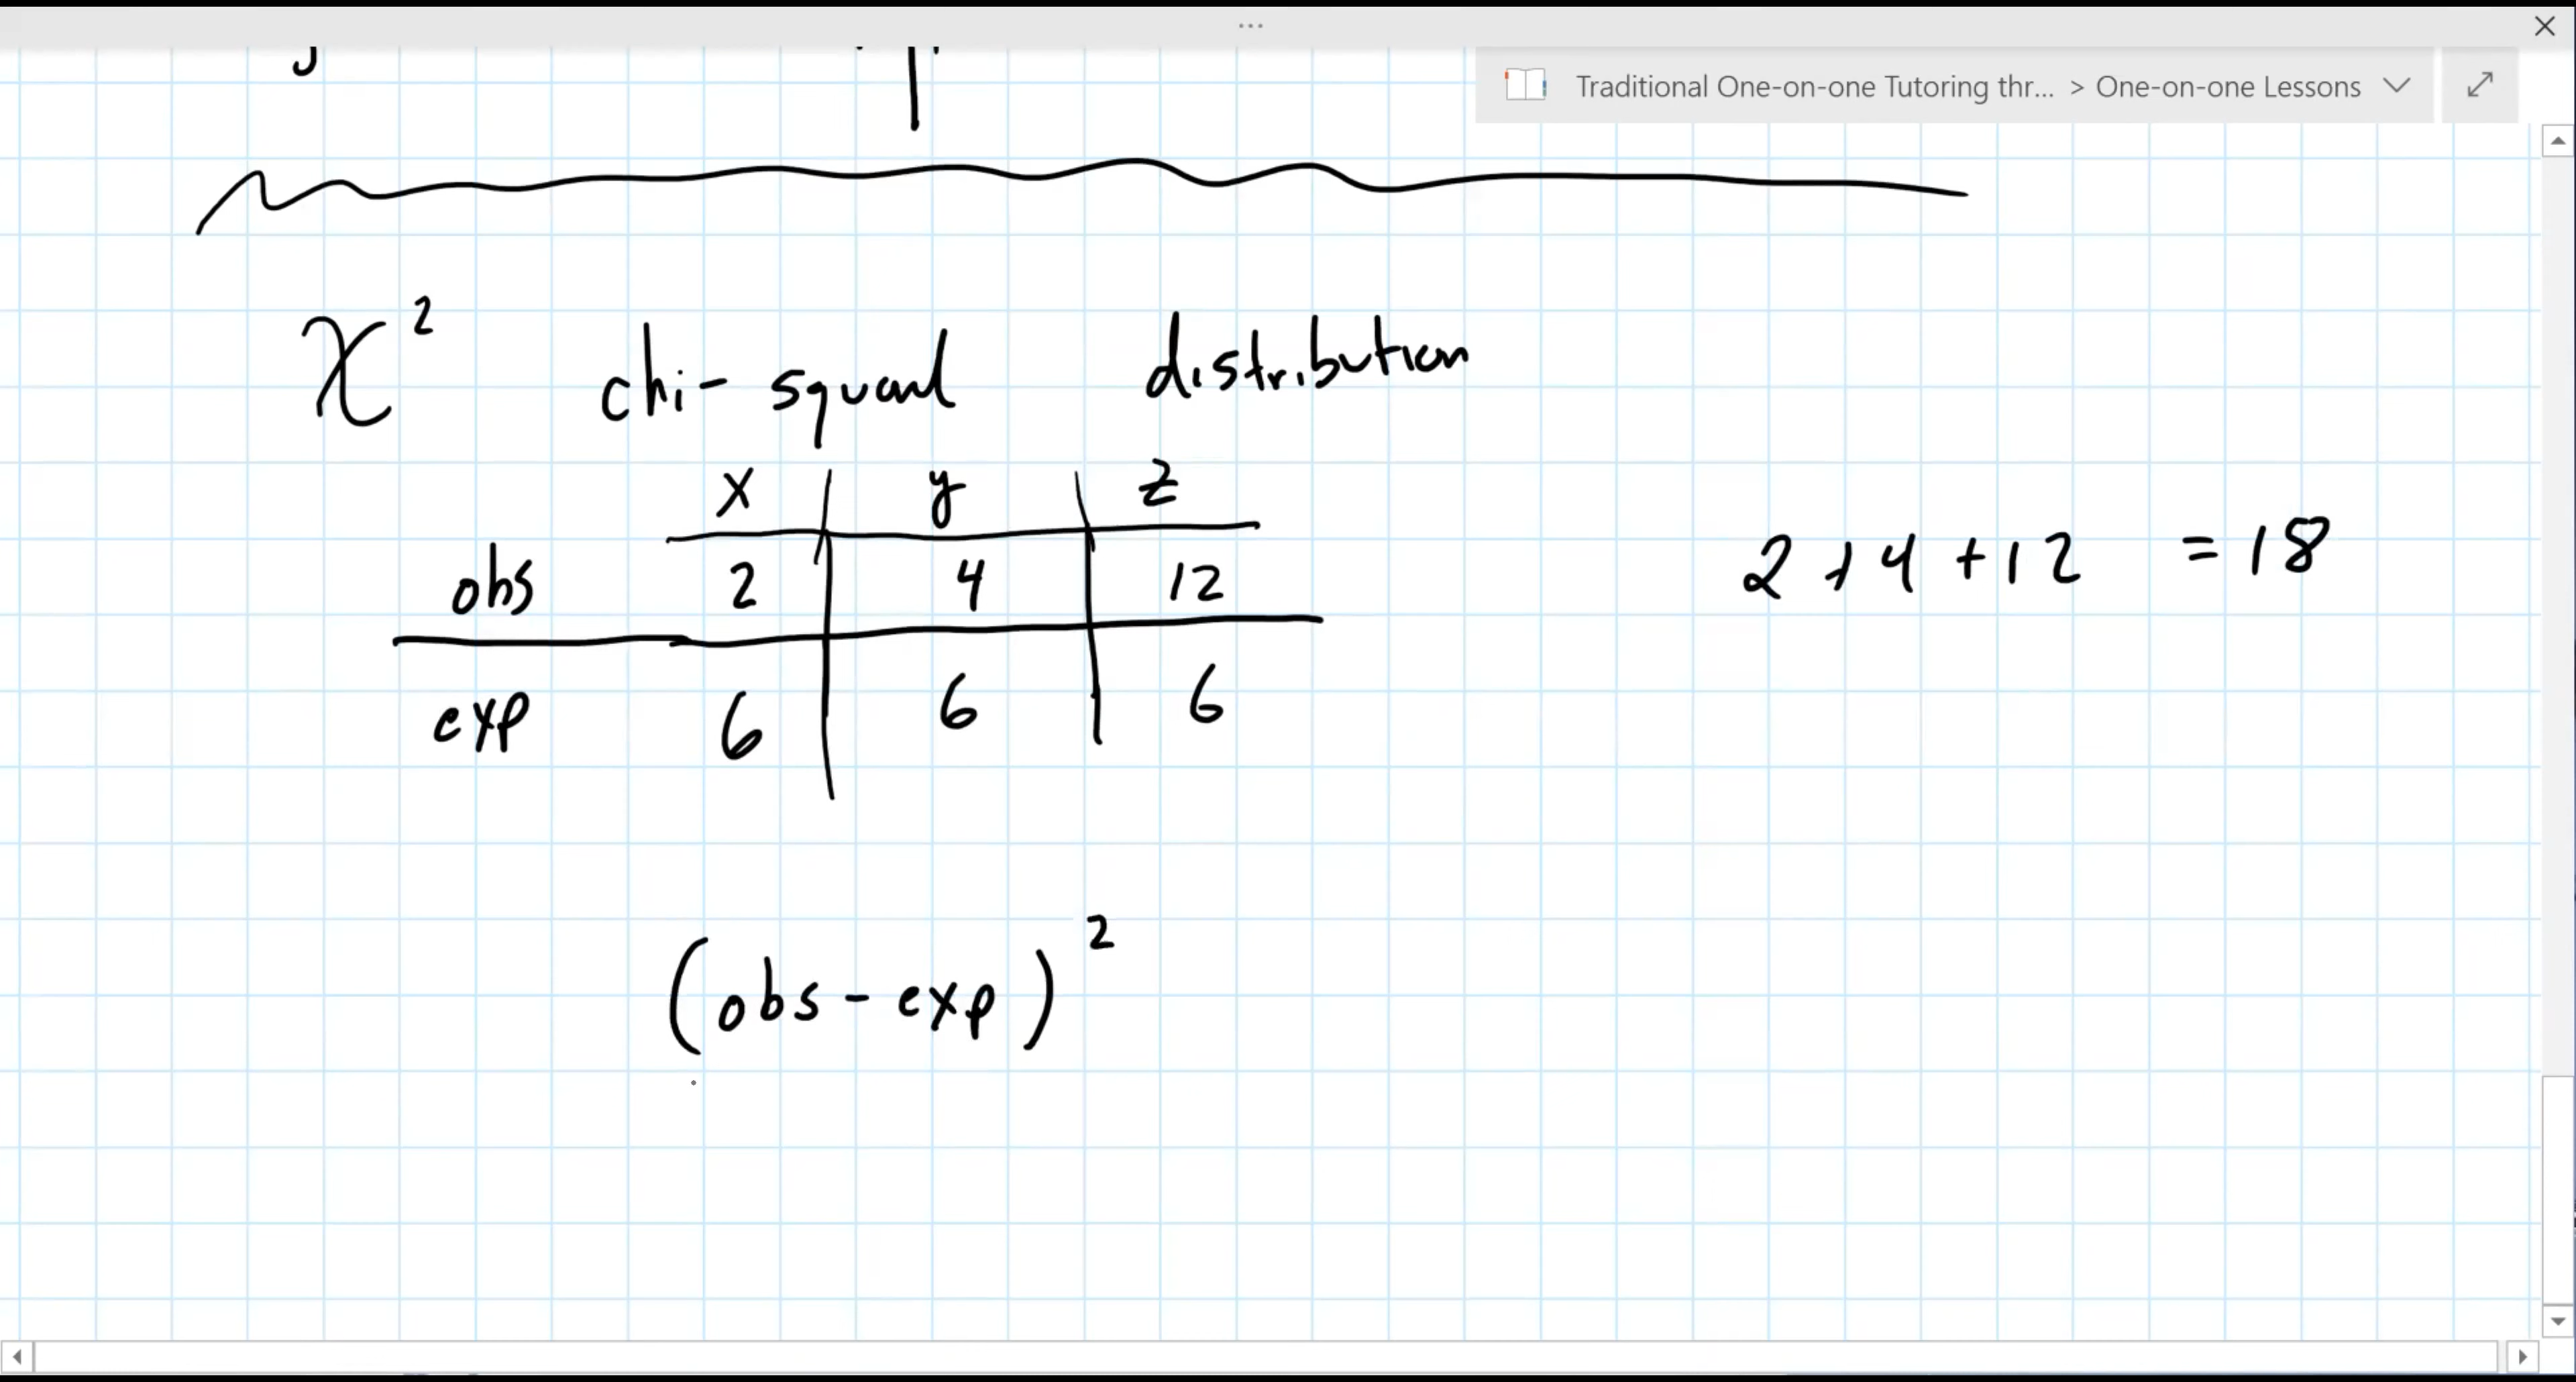 ...
Traditional One-on-one Tutoring thr... > One-on-one Lessons
χ² chi-squared distribution
x y z
obs 2 4 12
2 + 4 + 12 = 18
exp 6 6 6
(obs - exp)²